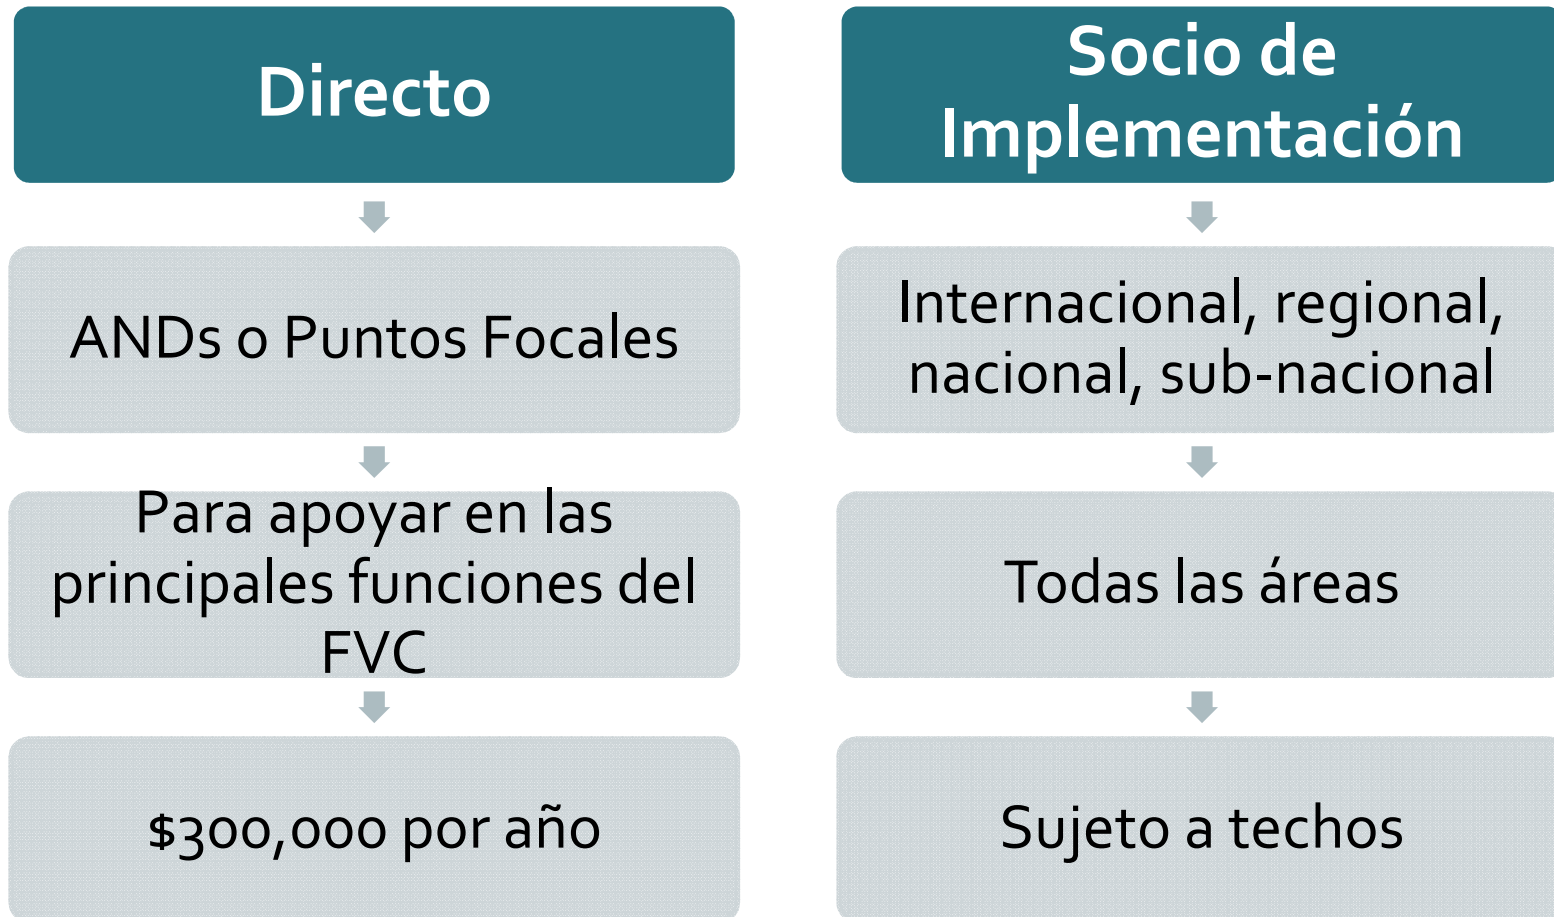 Directo
ANDs o Puntos Focales
Para apoyar en las
principales funciones del
FVC
$300,000 por año
Socio de
Implementación
Internacional, regional,
nacional, sub-nacional
Todas las áreas
Sujeto a techos